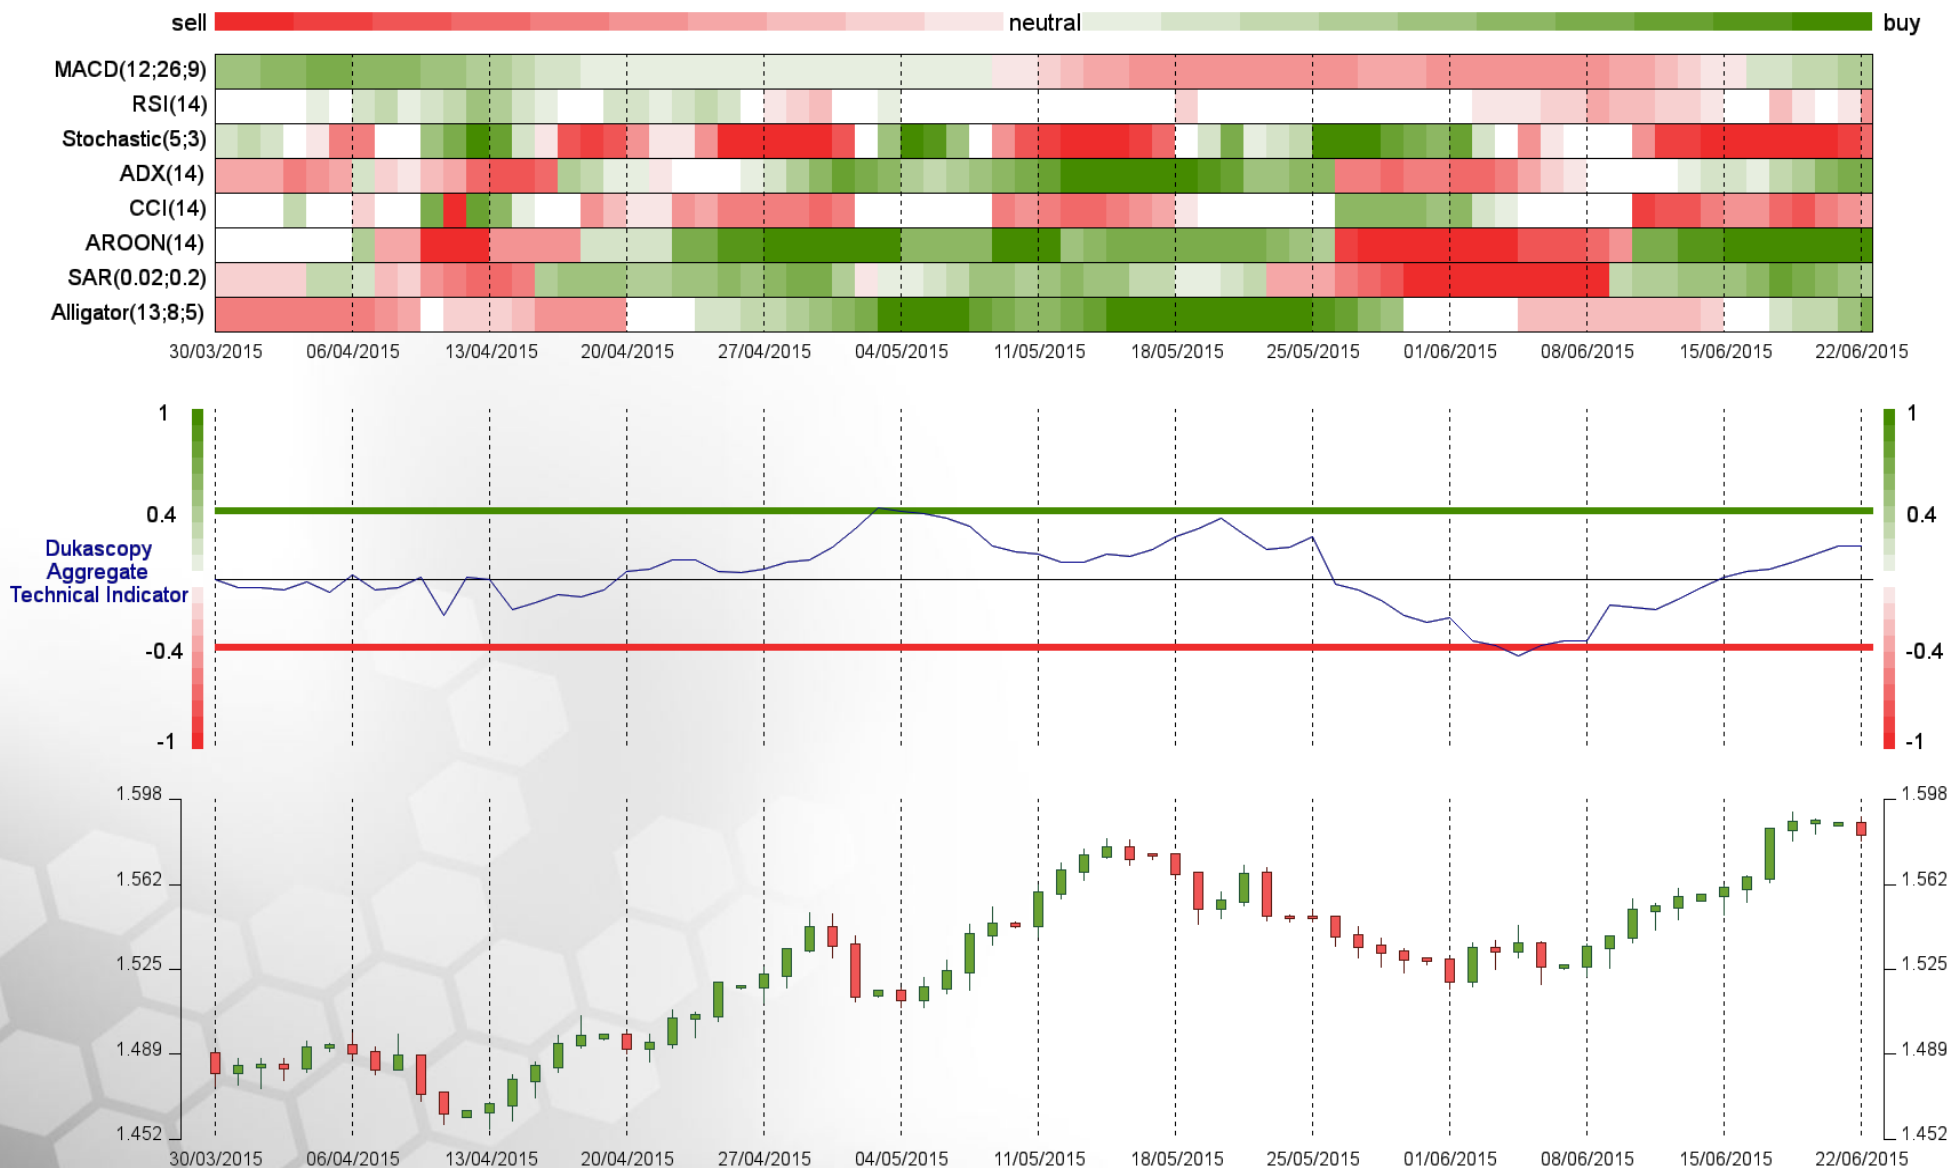 sell neutral buy
MACD(12;26;9)
RSI(14)
Stochastic(5;3)
ADX(14)
CCI(14)
AROON(14)
SAR(0.02;0.2)
Alligator(13;8;5)
30/03/2015 06/04/2015 13/04/2015 20/04/2015 27/04/2015 04/05/2015 11/05/2015 18/05/2015 25/05/2015 01/06/2015 08/06/2015 15/06/2015 22/06/2015
1 1
0.4 0.4
Dukascopy
Aggregate
Technical Indicator
-0.4 -0.4
-1 -1
1.598 1.598
1.562 1.562
1.525 1.525
1.489 1.489
1.452 1.452
30/03/2015 06/04/2015 13/04/2015 20/04/2015 27/04/2015 04/05/2015 11/05/2015 18/05/2015 25/05/2015 01/06/2015 08/06/2015 15/06/2015 22/06/2015